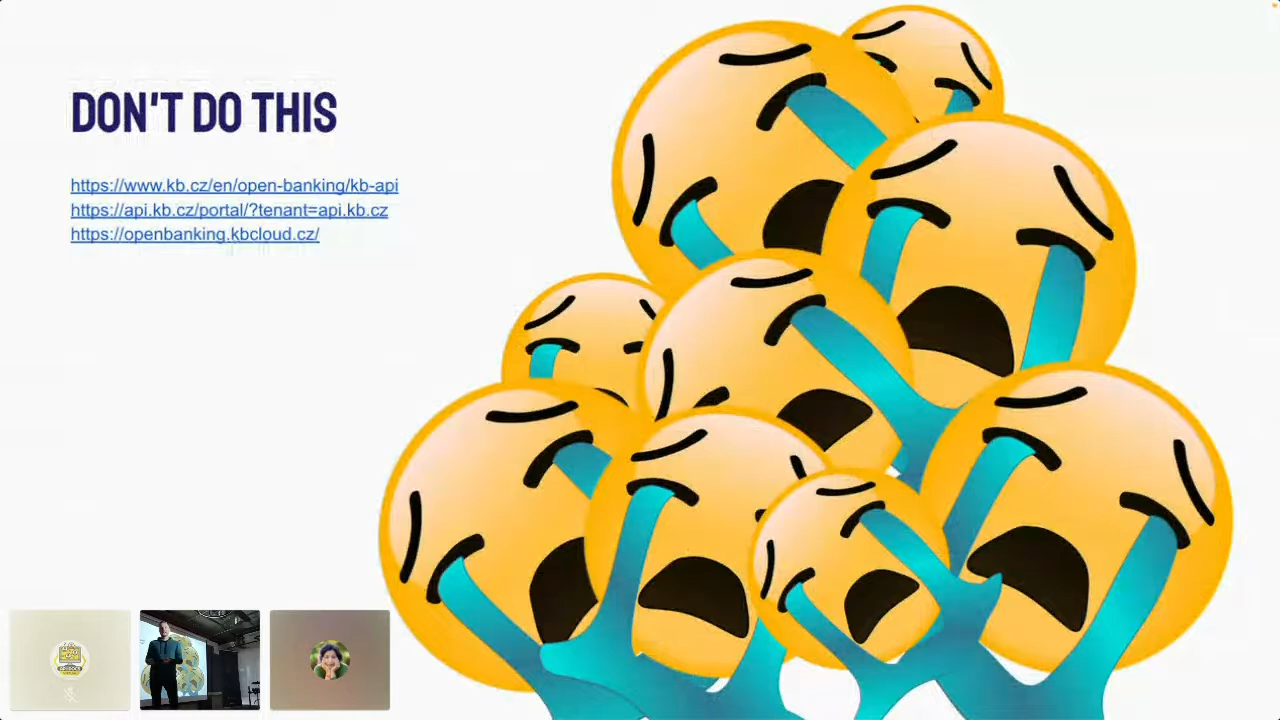 DON'T DO THIS
https://www.kb.cz/en/open-banking/kb-api
https://api.kb.cz/portal/?tenant=api.kb.cz
https://openbanking.kbcloud.cz/